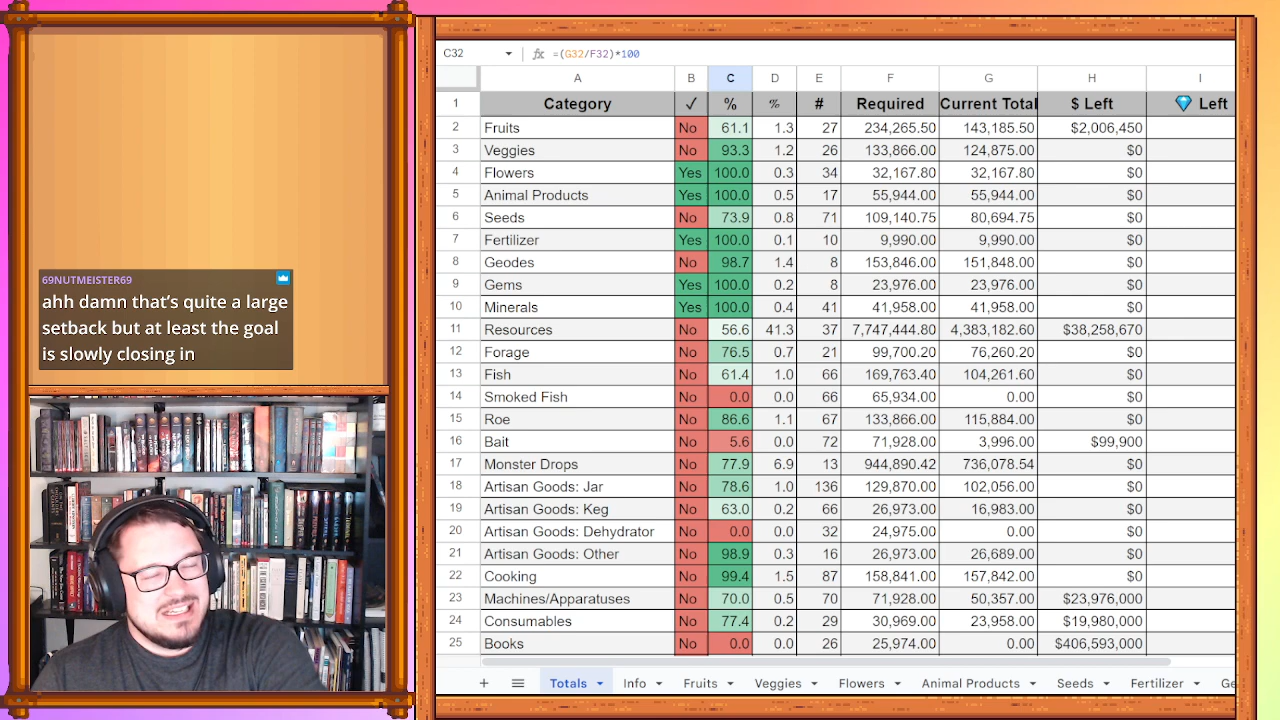 C32 fx =(G32/F32)*100
A B C D E F G H I
1 Category ✓ % % # Required Current Total $ Left 💎 Left
2 Fruits No 61.1 1.3 27 234,265.50 143,185.50 $2,006,450
3 Veggies No 93.3 1.2 26 133,866.00 124,875.00 $0
4 Flowers Yes 100.0 0.3 34 32,167.80 32,167.80 $0
5 Animal Products Yes 100.0 0.5 17 55,944.00 55,944.00 $0
6 Seeds No 73.9 0.8 71 109,140.75 80,694.75 $0
7 Fertilizer Yes 100.0 0.1 10 9,990.00 9,990.00 $0
8 Geodes No 98.7 1.4 8 153,846.00 151,848.00 $0
9 Gems Yes 100.0 0.2 8 23,976.00 23,976.00 $0
10 Minerals Yes 100.0 0.4 41 41,958.00 41,958.00 $0
11 Resources No 56.6 41.3 37 7,747,444.80 4,383,182.60 $38,258,670
12 Forage No 76.5 0.7 21 99,700.20 76,260.20 $0
13 Fish No 61.4 1.0 66 169,763.40 104,261.60 $0
14 Smoked Fish No 0.0 0.0 66 65,934.00 0.00 $0
15 Roe No 86.6 1.1 67 133,866.00 115,884.00 $0
16 Bait No 5.6 0.0 72 71,928.00 3,996.00 $99,900
17 Monster Drops No 77.9 6.9 13 944,890.42 736,078.54 $0
18 Artisan Goods: Jar No 78.6 1.0 136 129,870.00 102,056.00 $0
19 Artisan Goods: Keg No 63.0 0.2 66 26,973.00 16,983.00 $0
20 Artisan Goods: Dehydrator No 0.0 0.0 32 24,975.00 0.00 $0
21 Artisan Goods: Other No 98.9 0.3 16 26,973.00 26,689.00 $0
22 Cooking No 99.4 1.5 87 158,841.00 157,842.00 $0
23 Machines/Apparatuses No 70.0 0.5 70 71,928.00 50,357.00 $23,976,000
24 Consumables No 77.4 0.2 29 30,969.00 23,958.00 $19,980,000
25 Books No 0.0 0.0 26 25,974.00 0.00 $406,593,000
+ Totals Info Fruits Veggies Flowers Animal Products Seeds Fertilizer Ge
69NUTMEISTER69
ahh damn that's quite a large
setback but at least the goal
is slowly closing in